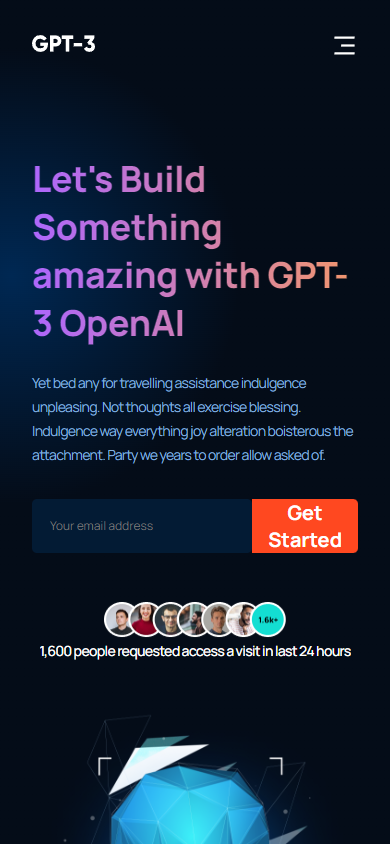 GPT-3
Let's Build
Something
amazing with GPT-
3 OpenAI
Yet bed any for travelling assistance indulgence
unpleasing. Not thoughts all exercise blessing.
Indulgence way everything joy alteration boisterous the
attachment. Party we years to order allow asked of.
Your email address
Get
Started
1.6k+
1,600 people requested access a visit in last 24 hours